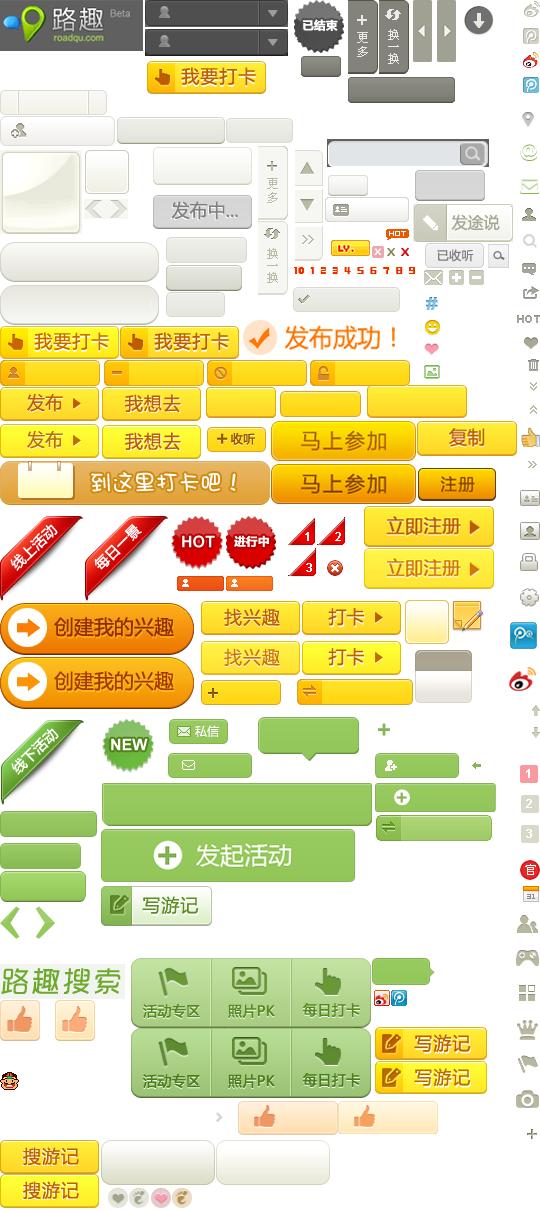 路趣 Beta
roadqu.com
已结束
更多
换一换
我要打卡
发布中...
更多
换一换
发途说
HOT
LV.
已收听
10 1 2 3 4 5 6 7 8 9
HOT
我要打卡
我要打卡
发布成功！
发布
我想去
发布
我想去
+收听
马上参加
复制
到这里打卡吧！
马上参加
注册
线上活动
每日一景
HOT
进行中
1
2
3
立即注册
立即注册
创建我的兴趣
找兴趣
打卡
创建我的兴趣
找兴趣
打卡
线下活动
NEW
私信
1
2
3
发起活动
官
31
写游记
路趣搜索
活动专区
照片PK
每日打卡
活动专区
照片PK
每日打卡
写游记
写游记
搜游记
搜游记